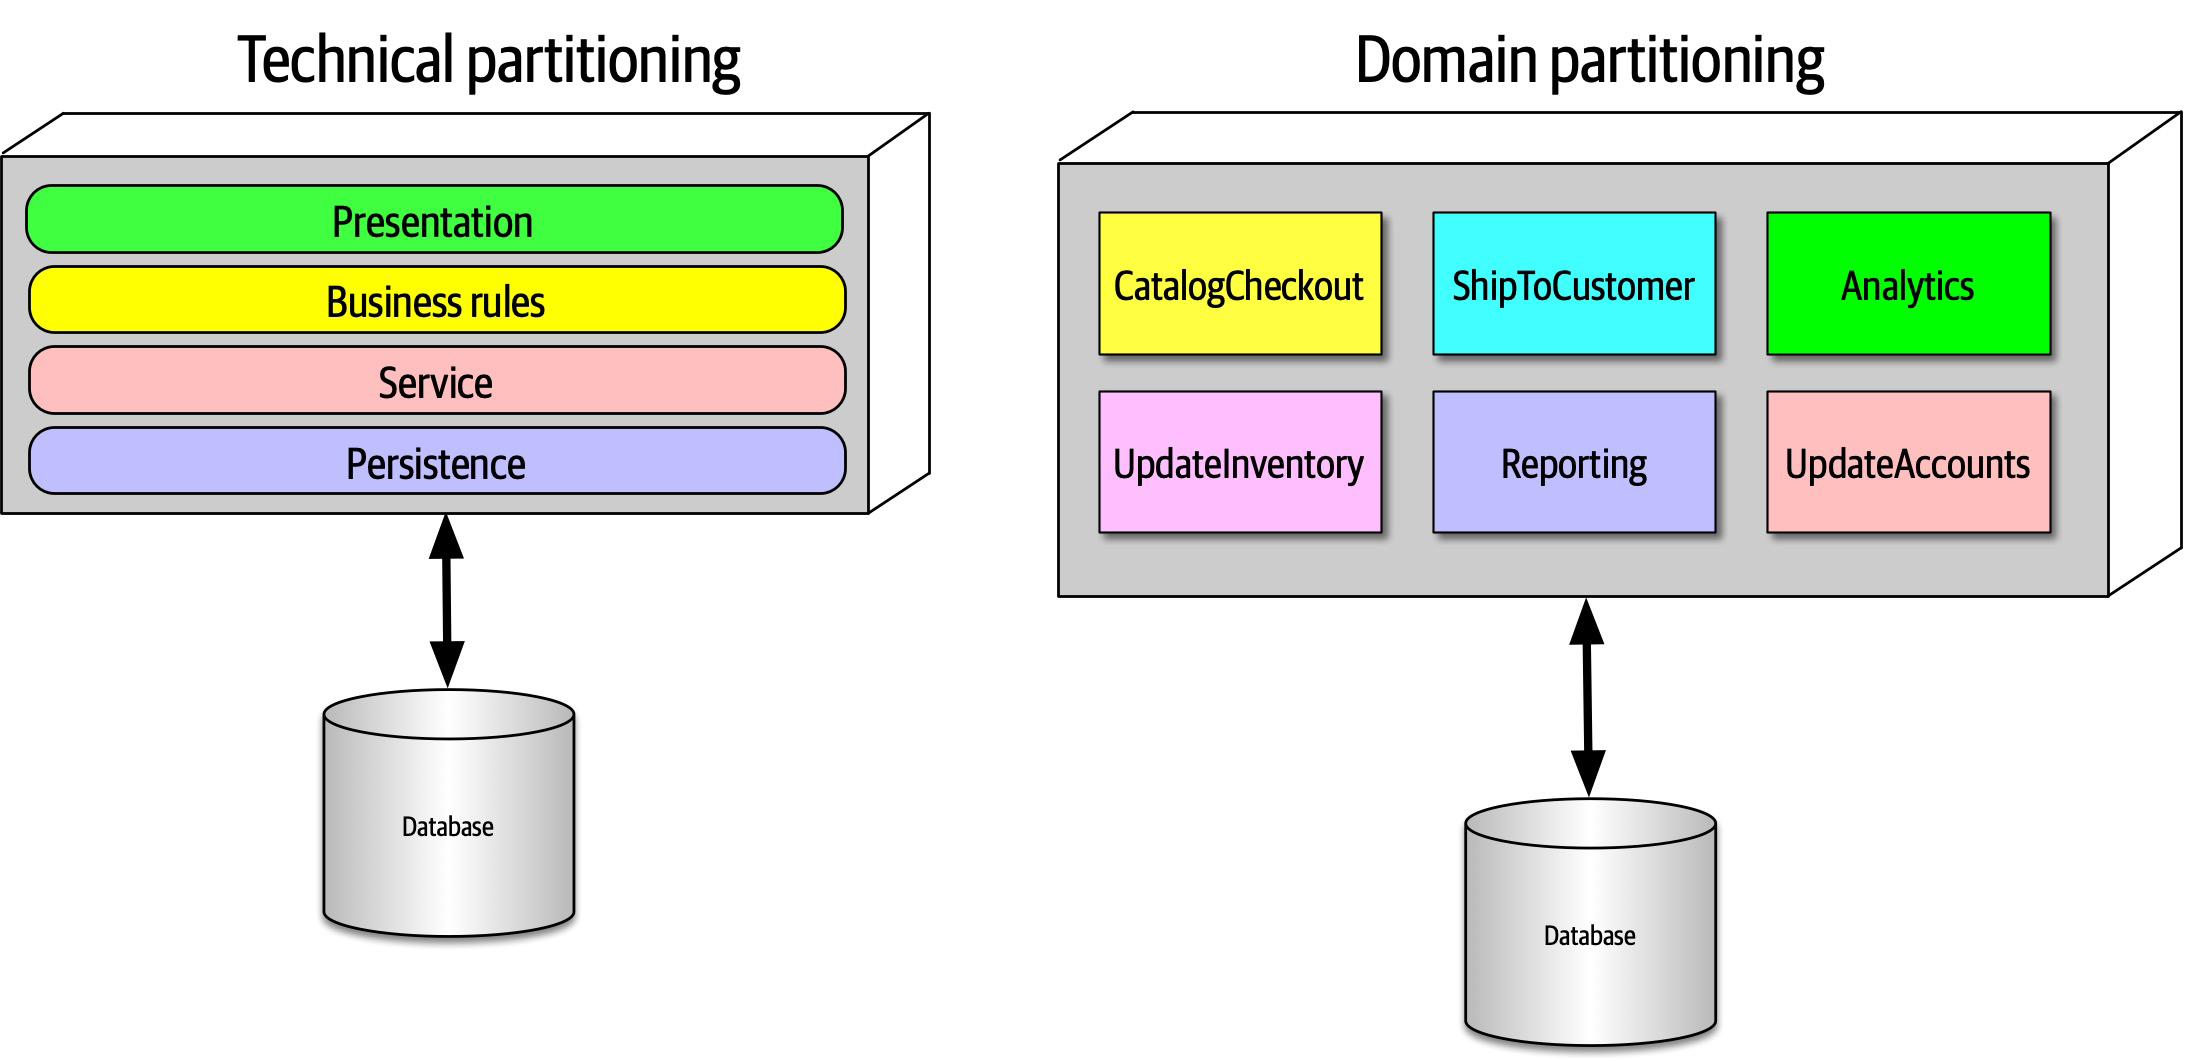 Technical partitioning
Presentation
Business rules
Service
Persistence
Database
Domain partitioning
CatalogCheckout
ShipToCustomer
Analytics
UpdateInventory
Reporting
UpdateAccounts
Database